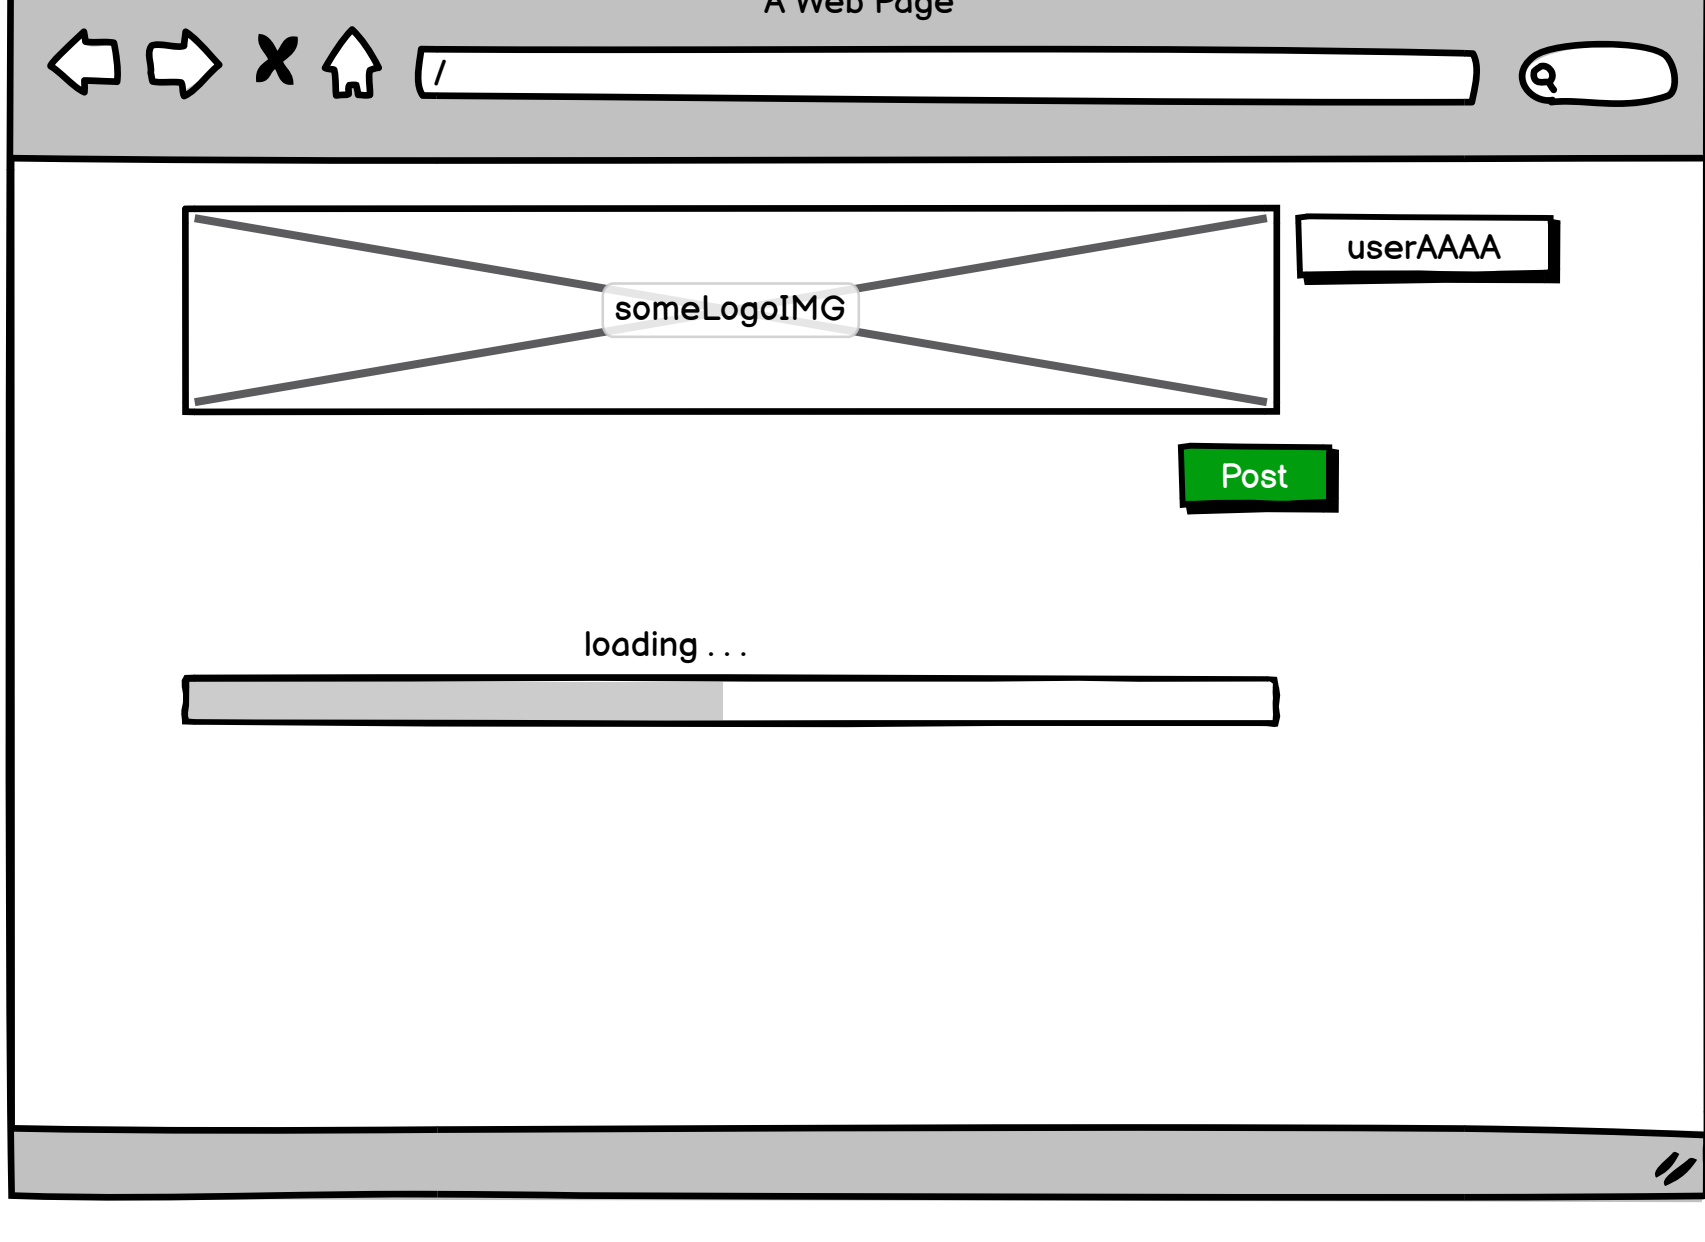 A Web Page
/
someLogoIMG
userAAAA
Post
loading . . .